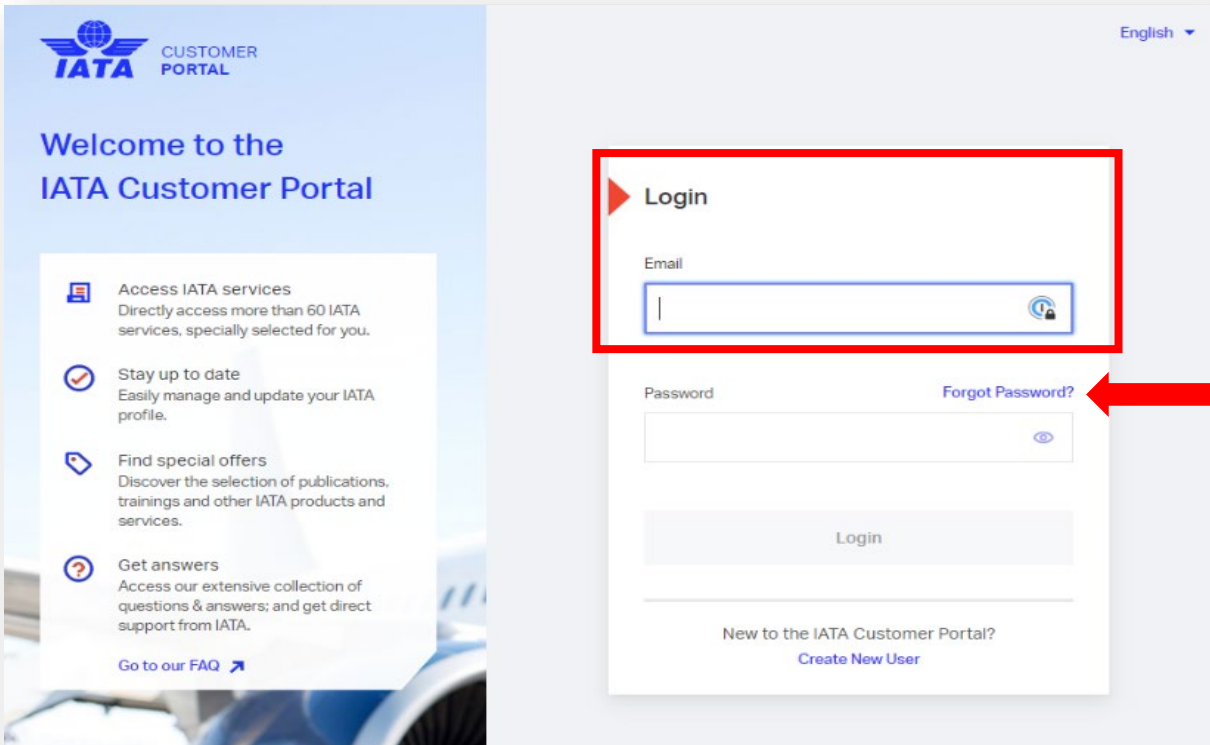 English
IATA
CUSTOMER
PORTAL
Welcome to the
IATA Customer Portal
Access IATA services
Directly access more than 60 IATA
services, specially selected for you.
Stay up to date
Easily manage and update your IATA
profile.
Find special offers
Discover the selection of publications,
trainings and other IATA products and
services.
Get answers
Access our extensive collection of
questions & answers; and get direct
support from IATA.
Go to our FAQ
Login
Email
Password Forgot Password?
Login
New to the IATA Customer Portal?
Create New User